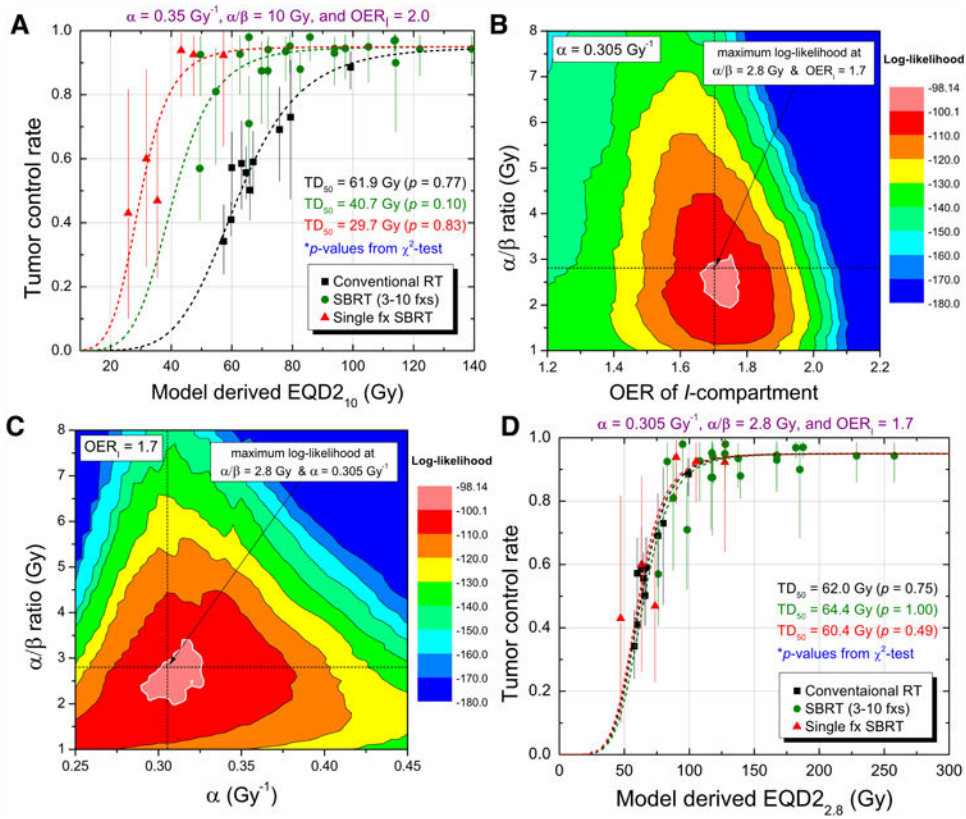 A
α = 0.35 Gy⁻¹, α/β = 10 Gy, and OER_I = 2.0
Tumor control rate
1.0
0.8
0.6
0.4
0.2
0.0
TD₅₀ = 61.9 Gy (p = 0.77)
TD₅₀ = 40.7 Gy (p = 0.10)
TD₅₀ = 29.7 Gy (p = 0.83)
*p-values from χ²-test
Conventional RT
SBRT (3-10 fxs)
Single fx SBRT
20 40 60 80 100 120 140
Model derived EQD2₁₀ (Gy)
B
α = 0.305 Gy⁻¹
maximum log-likelihood at
α/β = 2.8 Gy & OER_I = 1.7
α/β ratio (Gy)
8
7
6
5
4
3
2
1
1.2 1.4 1.6 1.8 2.0 2.2
OER of I-compartment
Log-likelihood
-98.14
-100.1
-110.0
-120.0
-130.0
-140.0
-150.0
-160.0
-170.0
-180.0
C
OER_I = 1.7
maximum log-likelihood at
α/β = 2.8 Gy & α = 0.305 Gy⁻¹
α/β ratio (Gy)
8
7
6
5
4
3
2
1
0.25 0.30 0.35 0.40 0.45
α (Gy⁻¹)
Log-likelihood
-98.14
-100.1
-110.0
-120.0
-130.0
-140.0
-150.0
-160.0
-170.0
-180.0
D
α = 0.305 Gy⁻¹, α/β = 2.8 Gy, and OER_I = 1.7
Tumor control rate
1.0
0.8
0.6
0.4
0.2
0.0
TD₅₀ = 62.0 Gy (p = 0.75)
TD₅₀ = 64.4 Gy (p = 1.00)
TD₅₀ = 60.4 Gy (p = 0.49)
*p-values from χ²-test
Conventaional RT
SBRT (3-10 fxs)
Single fx SBRT
0 50 100 150 200 250 300
Model derived EQD2₂.₈ (Gy)